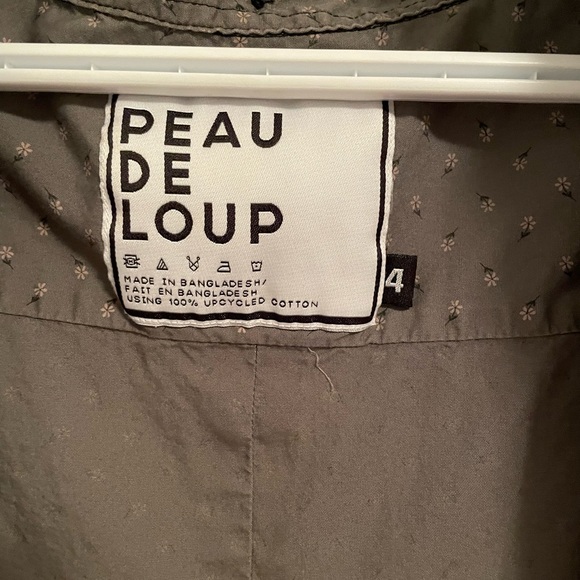 PEAU
DE
LOUP
MADE IN BANGLADESH/
FAIT EN BANGLADESH
USING 100% UPCYCLED COTTON
4